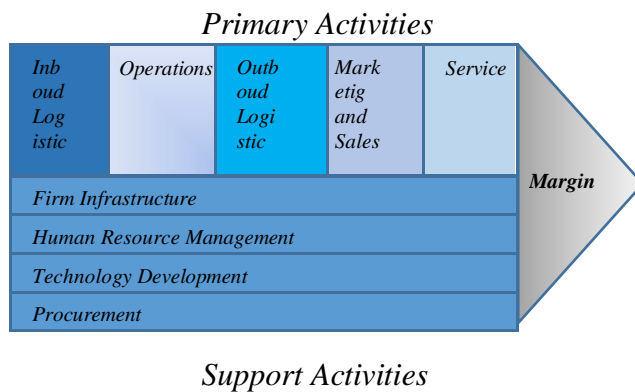 Primary Activities
Inb
oud
Log
istic
Operations
Outb
oud
Logi
stic
Mark
etig
and
Sales
Service
Margin
Firm Infrastructure
Human Resource Management
Technology Development
Procurement
Support Activities